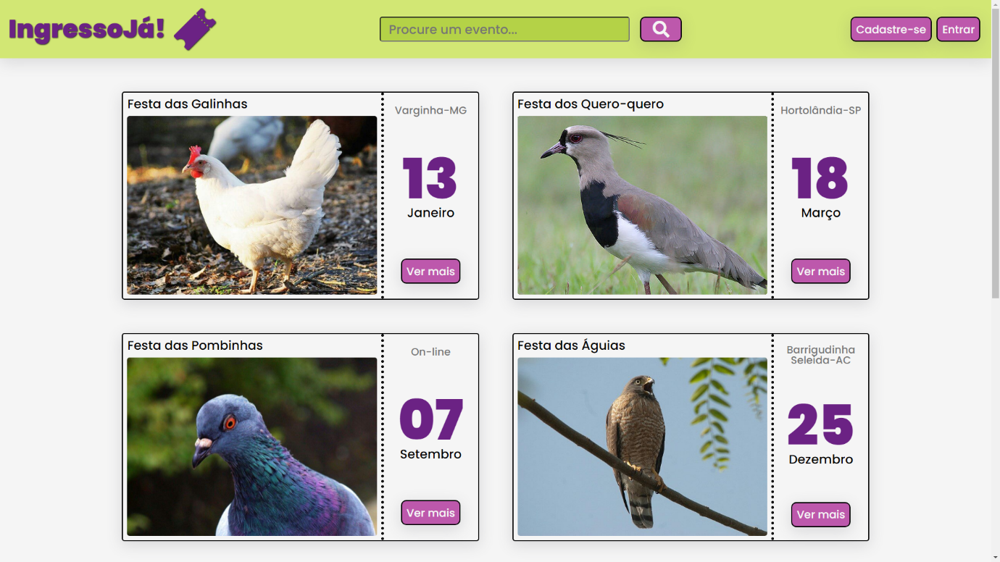 IngressoJá!
Procure um evento...
Cadastre-se
Entrar
Festa das Galinhas
Varginha-MG
13
Janeiro
Ver mais
Festa dos Quero-quero
Hortolândia-SP
18
Março
Ver mais
Festa das Pombinhas
On-line
07
Setembro
Ver mais
Festa das Águias
Barrigudinha
Seleida-AC
25
Dezembro
Ver mais